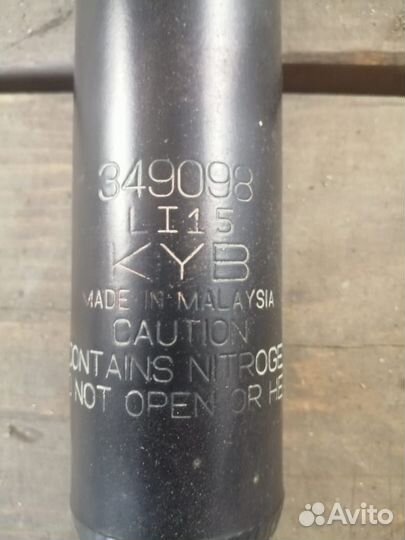 349098
LI15
KYB
MADE IN MALAYSIA
CAUTION
CONTAINS NITROGE
NOT OPEN OR HE
Avito